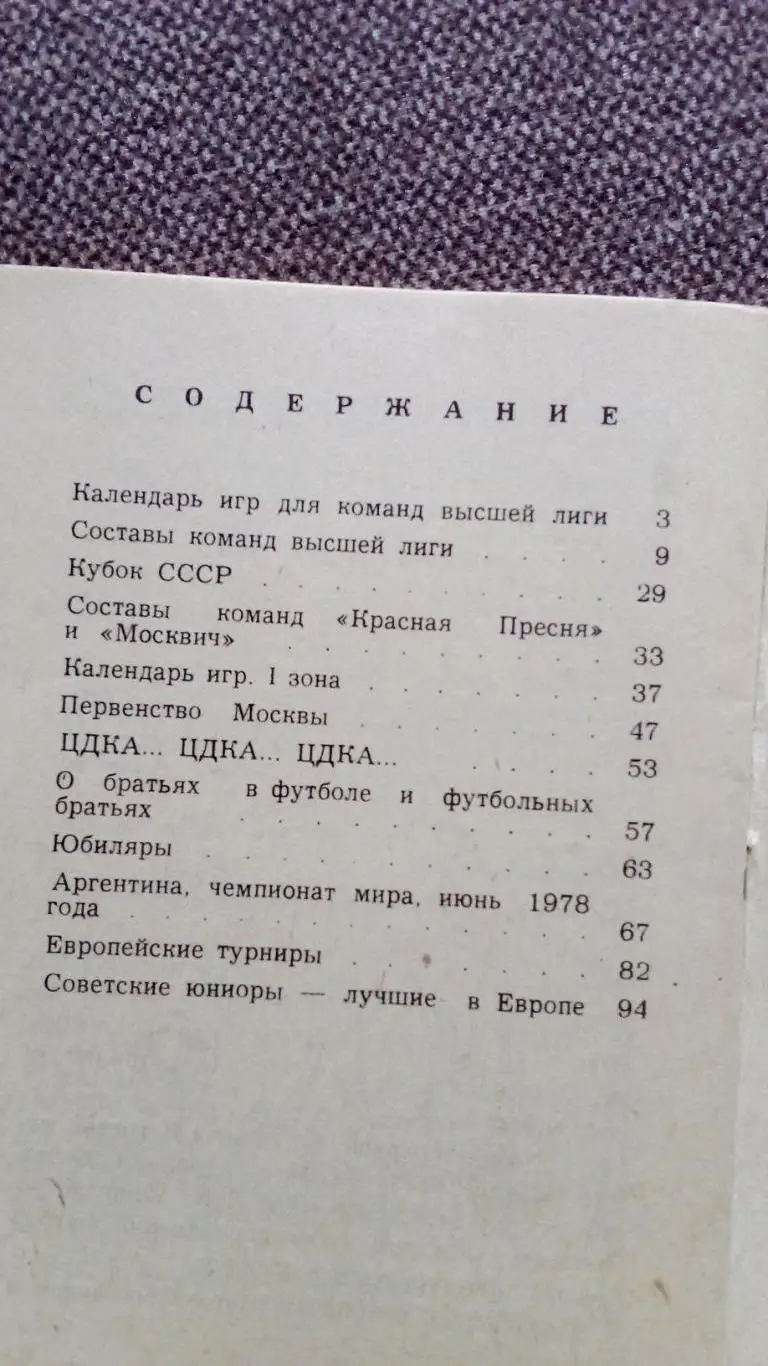 СОДЕРЖАНИЕ
Календарь игр для команд высшей лиги 3
Составы команд высшей лиги . . . . 9
Кубок СССР . . . . . . . . . . 29
Составы команд «Красная Пресня»
и «Москвич» . . . . . . . . . 33
Календарь игр. I зона . . . . . . . 37
Первенство Москвы . . . . . . . 47
ЦДКА... ЦДКА... ЦДКА... . . . . 53
О братьях в футболе и футбольных
братьях . . . . . . . . . . 57
Юбиляры . . . . . . . . . . . 63
Аргентина, чемпионат мира, июнь 1978
года . . . . . . . . . . . . 67
Европейские турниры . . . . . . . 82
Советские юниоры — лучшие в Европе 94